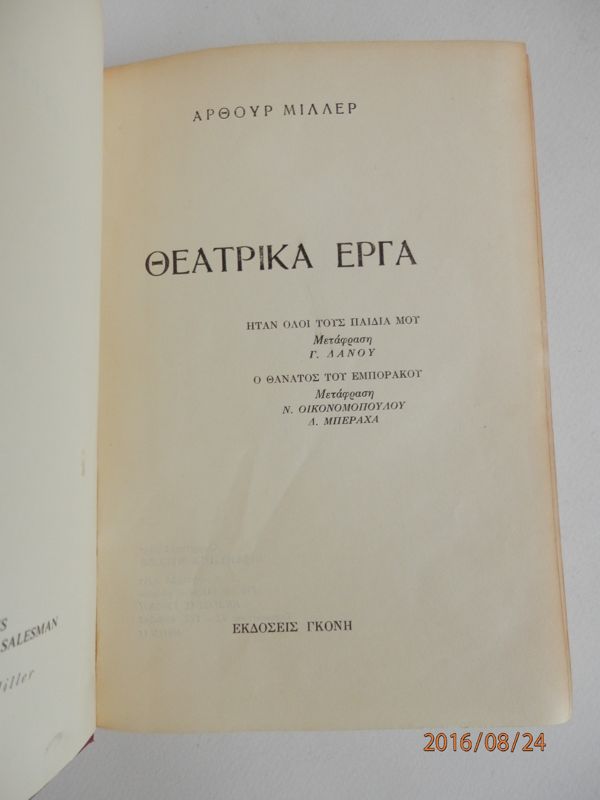 S
SALESMAN
iller
ΑΡΘΟΥΡ ΜΙΛΛΕΡ
ΘΕΑΤΡΙΚΑ ΕΡΓΑ
ΗΤΑΝ ΟΛΟΙ ΤΟΥΣ ΠΑΙΔΙΑ ΜΟΥ
Μετάφραση
Γ. ΛΑΝΟΥ
Ο ΘΑΝΑΤΟΣ ΤΟΥ ΕΜΠΟΡΑΚΟΥ
Μετάφραση
Ν. ΟΙΚΟΝΟΜΟΠΟΥΛΟΥ
Λ. ΜΠΕΡΑΧΑ
ΕΚΔΟΣΕΙΣ ΓΚΟΝΗ
2016/08/24